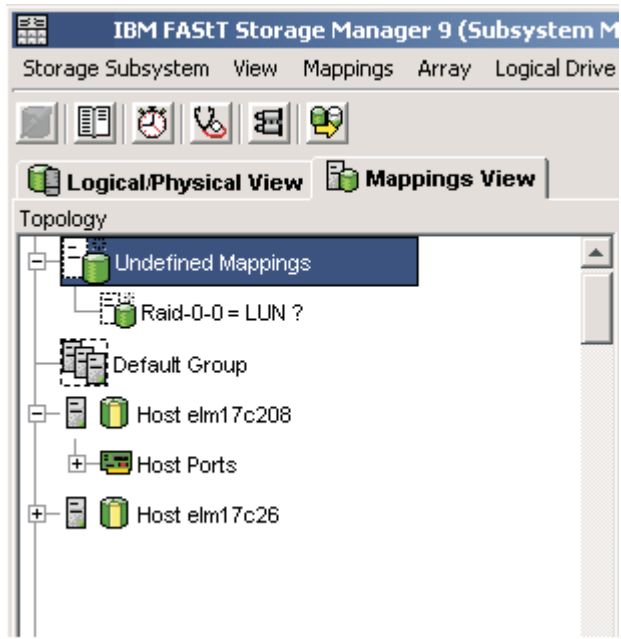 IBM FAStT Storage Manager 9 (Subsystem M
Storage Subsystem View Mappings Array Logical Drive
Logical/Physical View Mappings View
Topology
Undefined Mappings
Raid-0-0 = LUN ?
Default Group
Host elm17c208
Host Ports
Host elm17c26